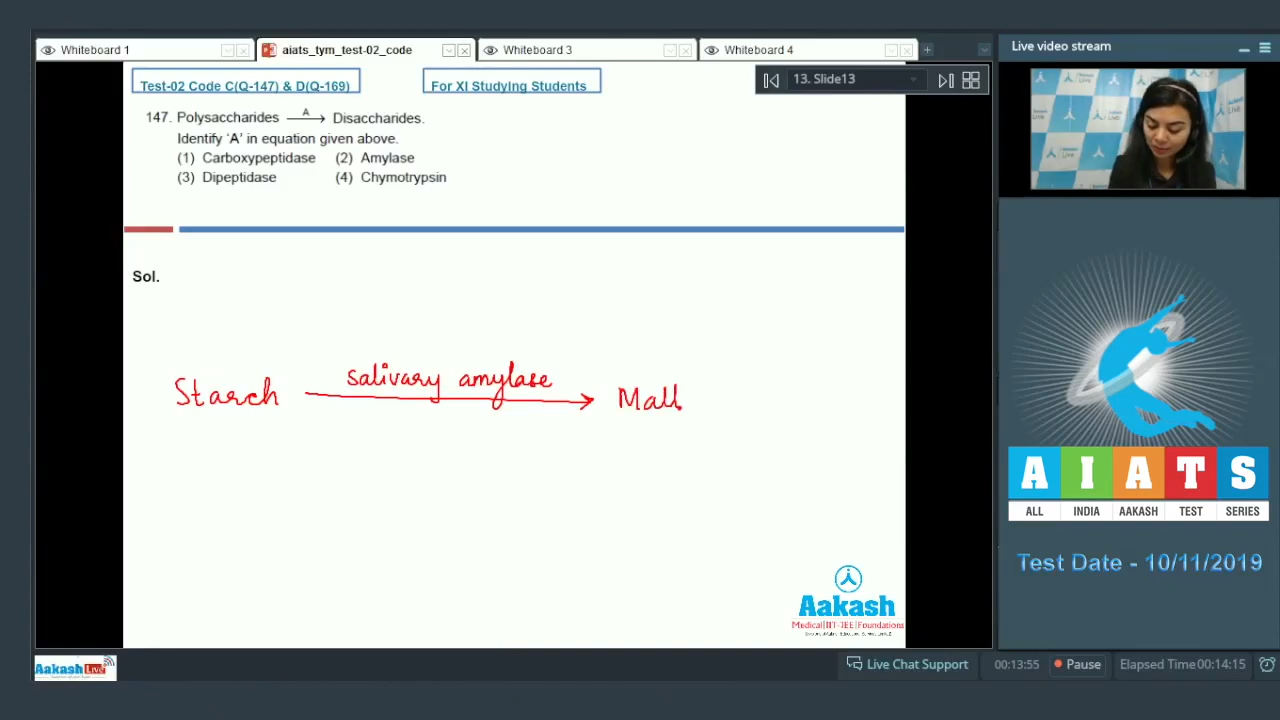 Whiteboard 1
aiats_tym_test-02_code
Whiteboard 3
Whiteboard 4
Live video stream
Test-02 Code C(Q-147) & D(Q-169)
For XI Studying Students
13. Slide13
147. Polysaccharides A Disaccharides.
Identify 'A' in equation given above.
(1) Carboxypeptidase (2) Amylase
(3) Dipeptidase (4) Chymotrypsin
Sol.
Starch salivary amylase Malt
A I A T S
ALL INDIA AAKASH TEST SERIES
Test Date - 10/11/2019
Aakash
Medical|IIT-JEE|Foundations
Aakash Live
Live Chat Support
00:13:55
Pause
Elapsed Time 00:14:15